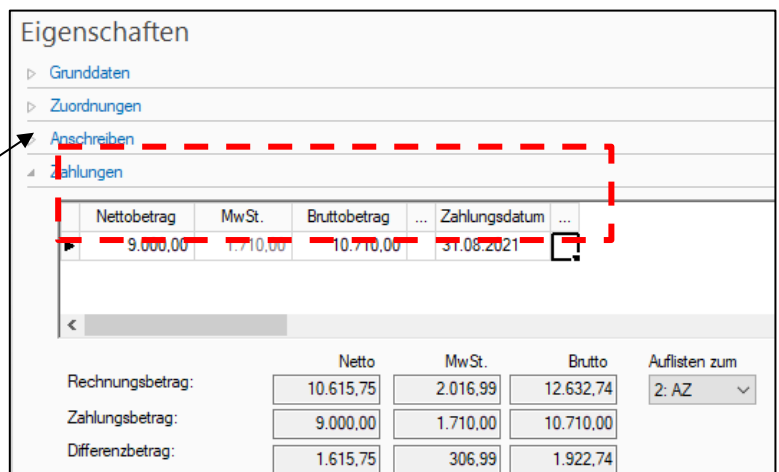 Eigenschaften
Grunddaten
Zuordnungen
Anschreiben
Zahlungen
Nettobetrag MwSt. Bruttobetrag ... Zahlungsdatum ...
9.000,00 1.710,00 10.710,00 31.08.2021
Netto MwSt. Brutto Auflisten zum
Rechnungsbetrag: 10.615,75 2.016,99 12.632,74 2: AZ
Zahlungsbetrag: 9.000,00 1.710,00 10.710,00
Differenzbetrag: 1.615,75 306,99 1.922,74